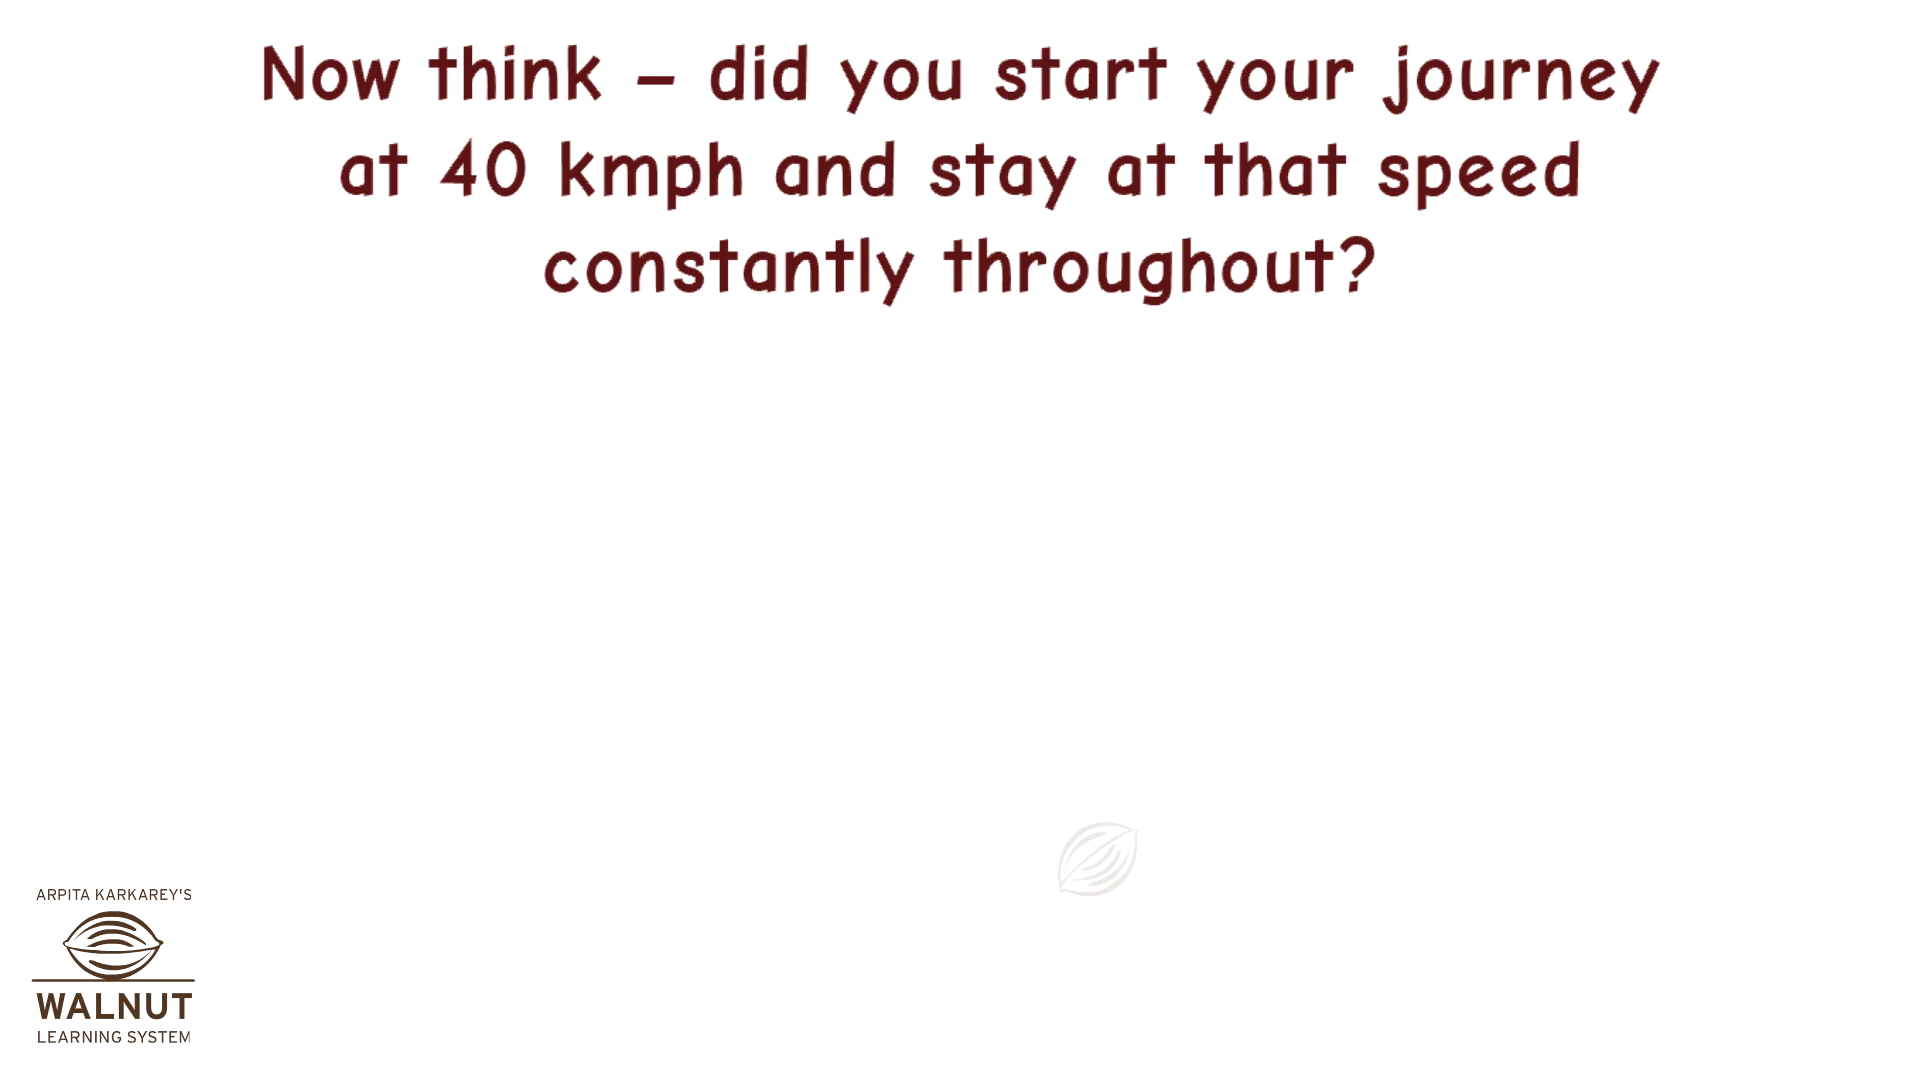 Now think – did you start your journey
at 40 kmph and stay at that speed
constantly throughout?
ARPITA KARKAREY'S
WALNUT
LEARNING SYSTEM